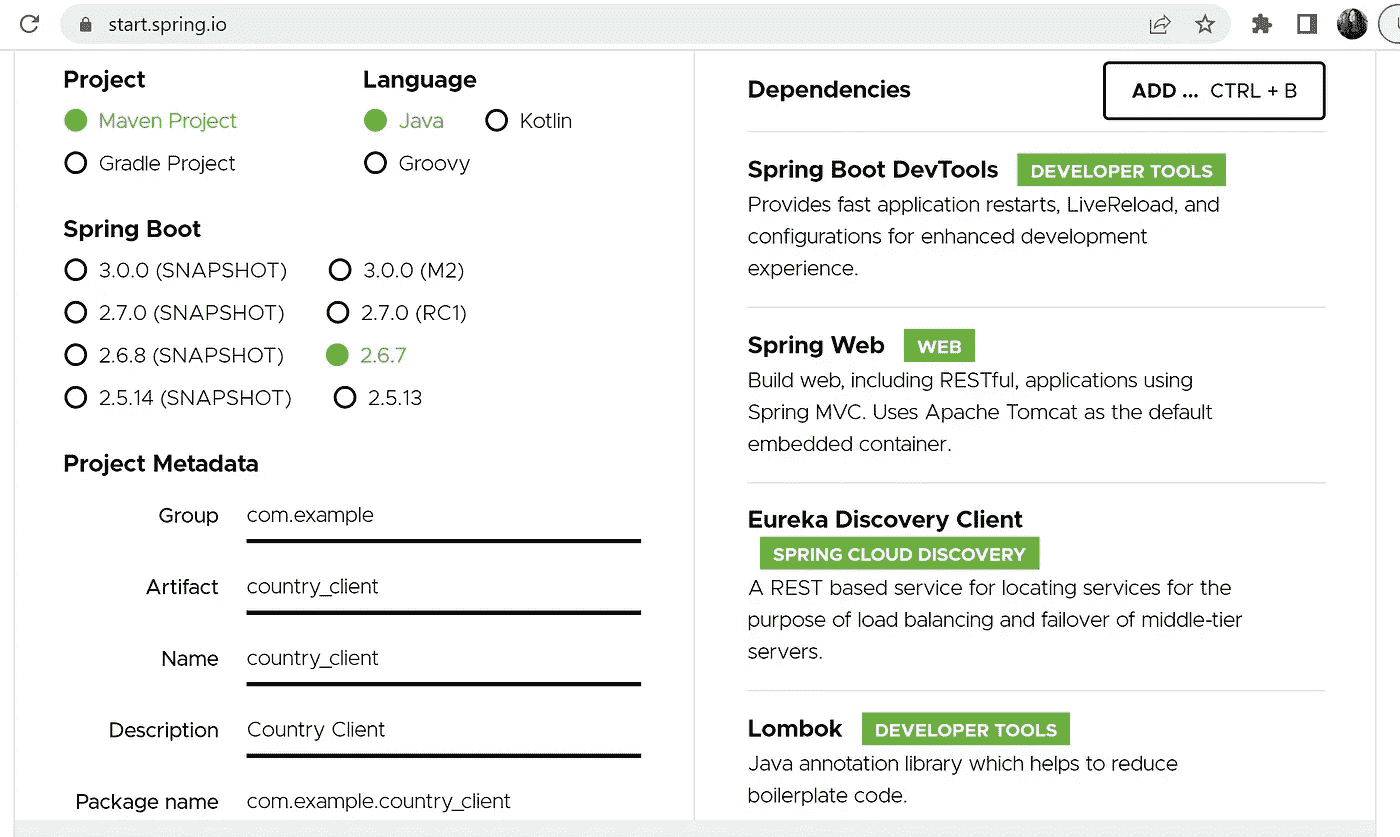 start.spring.io
Project
Language
Maven Project
Java
Kotlin
Gradle Project
Groovy
Spring Boot
3.0.0 (SNAPSHOT)
3.0.0 (M2)
2.7.0 (SNAPSHOT)
2.7.0 (RC1)
2.6.8 (SNAPSHOT)
2.6.7
2.5.14 (SNAPSHOT)
2.5.13
Project Metadata
Group com.example
Artifact country_client
Name country_client
Description Country Client
Package name com.example.country_client
Dependencies
ADD ... CTRL + B
Spring Boot DevTools DEVELOPER TOOLS
Provides fast application restarts, LiveReload, and
configurations for enhanced development
experience.
Spring Web WEB
Build web, including RESTful, applications using
Spring MVC. Uses Apache Tomcat as the default
embedded container.
Eureka Discovery Client
SPRING CLOUD DISCOVERY
A REST based service for locating services for the
purpose of load balancing and failover of middle-tier
servers.
Lombok DEVELOPER TOOLS
Java annotation library which helps to reduce
boilerplate code.